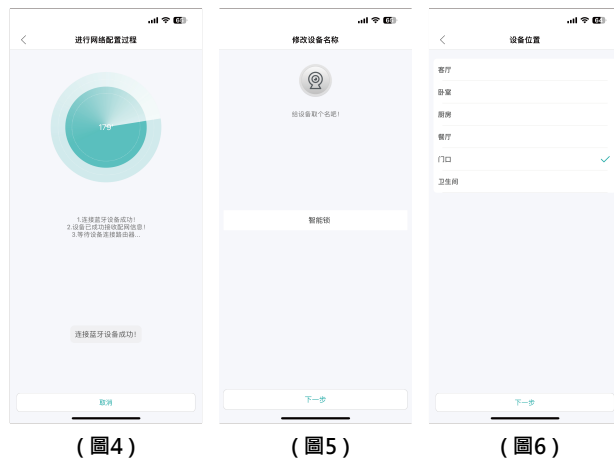 进行网络配置过程
179
1.连接蓝牙设备成功!
2.设备已成功接收配网信息!
3.等待设备连接路由器...
连接蓝牙设备成功!
取消
(圖4)
修改设备名称
给设备取个名吧!
智能锁
下一步
(圖5)
设备位置
客厅
卧室
厨房
餐厅
门口
卫生间
下一步
(圖6)